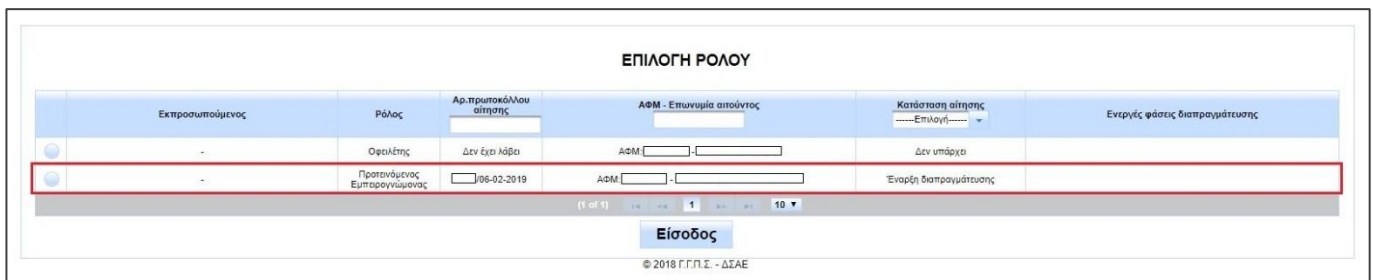 ΕΠΙΛΟΓΗ ΡΟΛΟΥ
Εκπροσωπούμενος Ρόλος Αρ.πρωτοκόλλου αίτησης ΑΦΜ - Επωνυμία αιτούντος Κατάσταση αίτησης ------Επιλογή------ Ενεργές φάσεις διαπραγμάτευσης
- Οφειλέτης Δεν έχει λάβει ΑΦΜ: - Δεν υπάρχει
- Προτεινόμενος Εμπειρογνώμονας /06-02-2019 ΑΦΜ: - Έναρξη διαπραγμάτευσης
(1 of 1) 1 10
Είσοδος
© 2018 Γ.Γ.Π.Σ. - ΔΣΑΕ